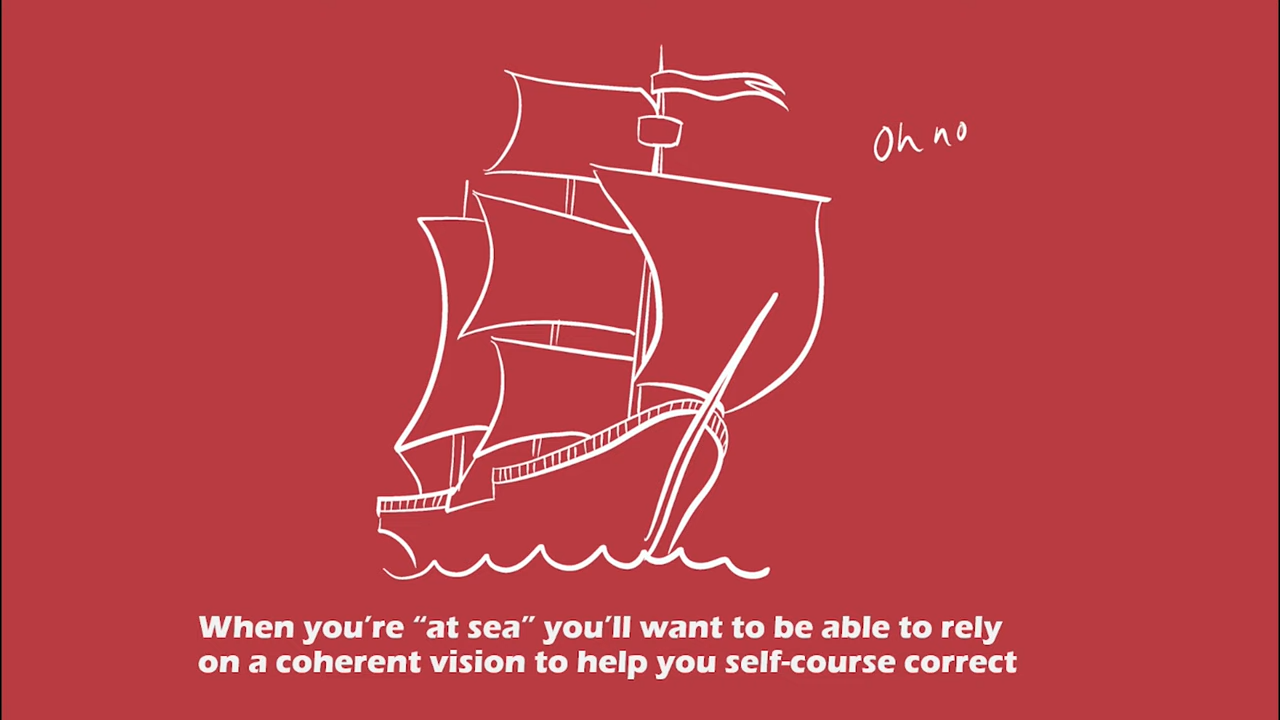 Oh no
When you're “at sea” you'll want to be able to rely
on a coherent vision to help you self-course correct